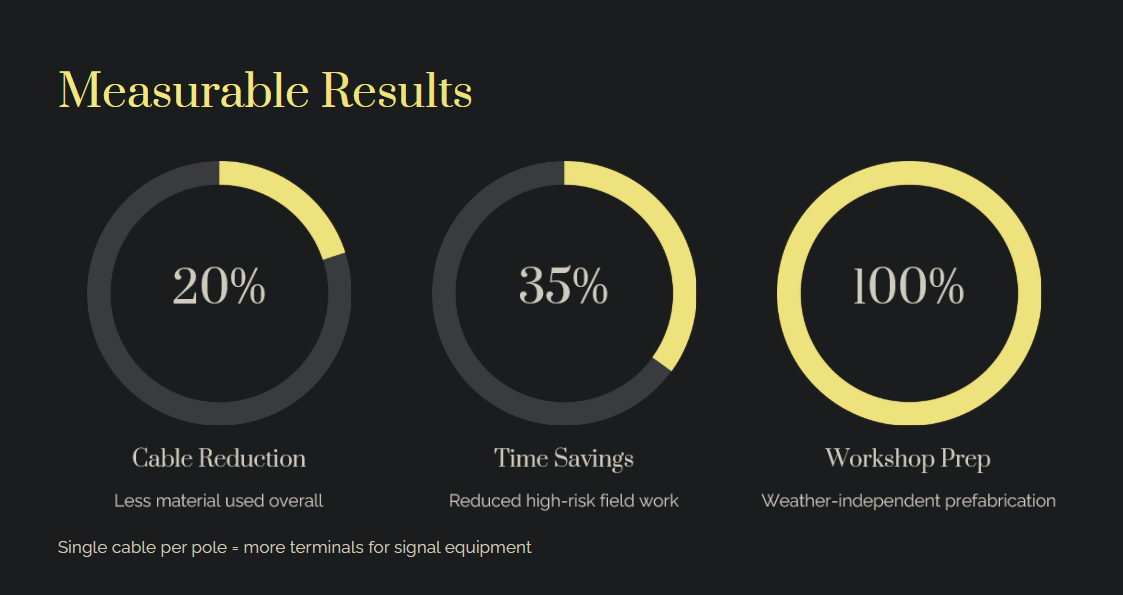 Measurable Results
20%
35%
100%
Cable Reduction
Time Savings
Workshop Prep
Less material used overall
Reduced high-risk field work
Weather-independent prefabrication
Single cable per pole = more terminals for signal equipment